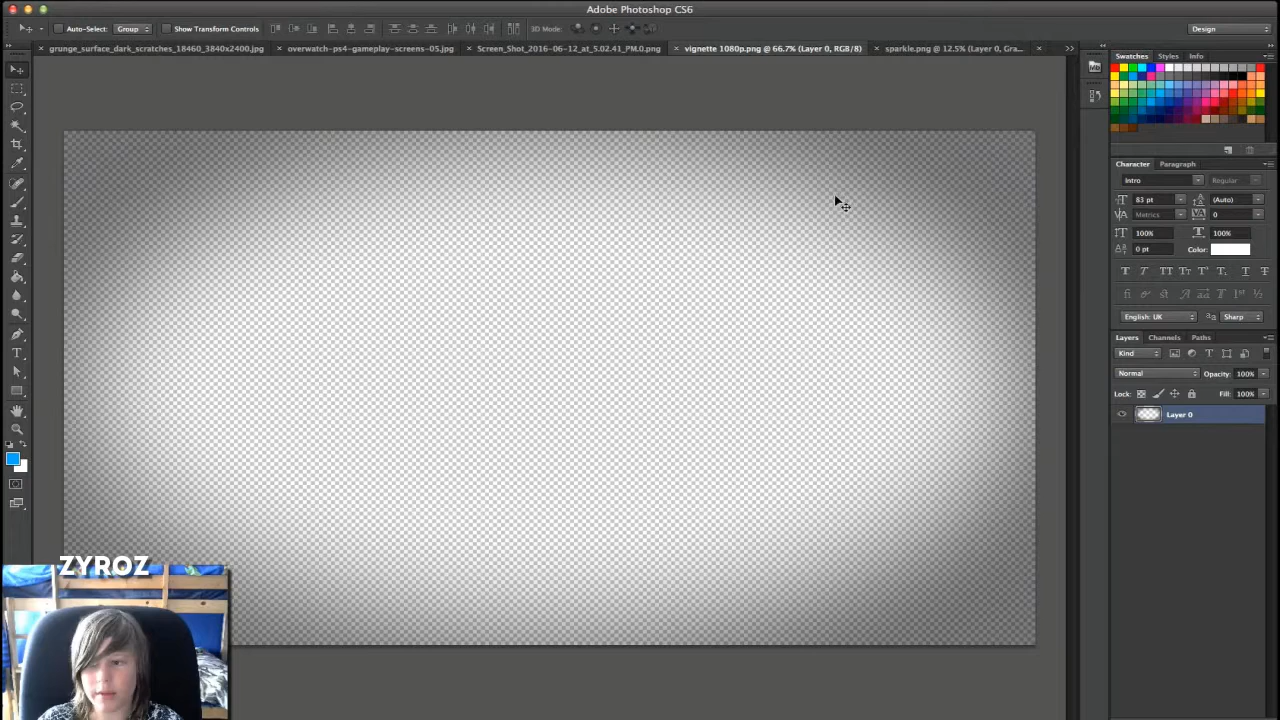 Adobe Photoshop CS6
Auto-Select: Group Show Transform Controls 3D Mode: Design
grunge_surface_dark_scratches_18460_3840x2400.jpg overwatch-ps4-gameplay-screens-05.jpg Screen_Shot_2016-06-12_at_5.02.41_PM.0.png vignette 1080p.png @ 66.7% (Layer 0, RGB/8) sparkle.png @ 12.5% (Layer 0, Gra...
Swatches Styles Info
Character Paragraph
Intro Regular
83 pt (Auto)
Metrics 0
100% 100%
0 pt Color:
English: UK Sharp
Layers Channels Paths
Kind
Normal Opacity: 100%
Lock: Fill: 100%
Layer 0
ZYROZ